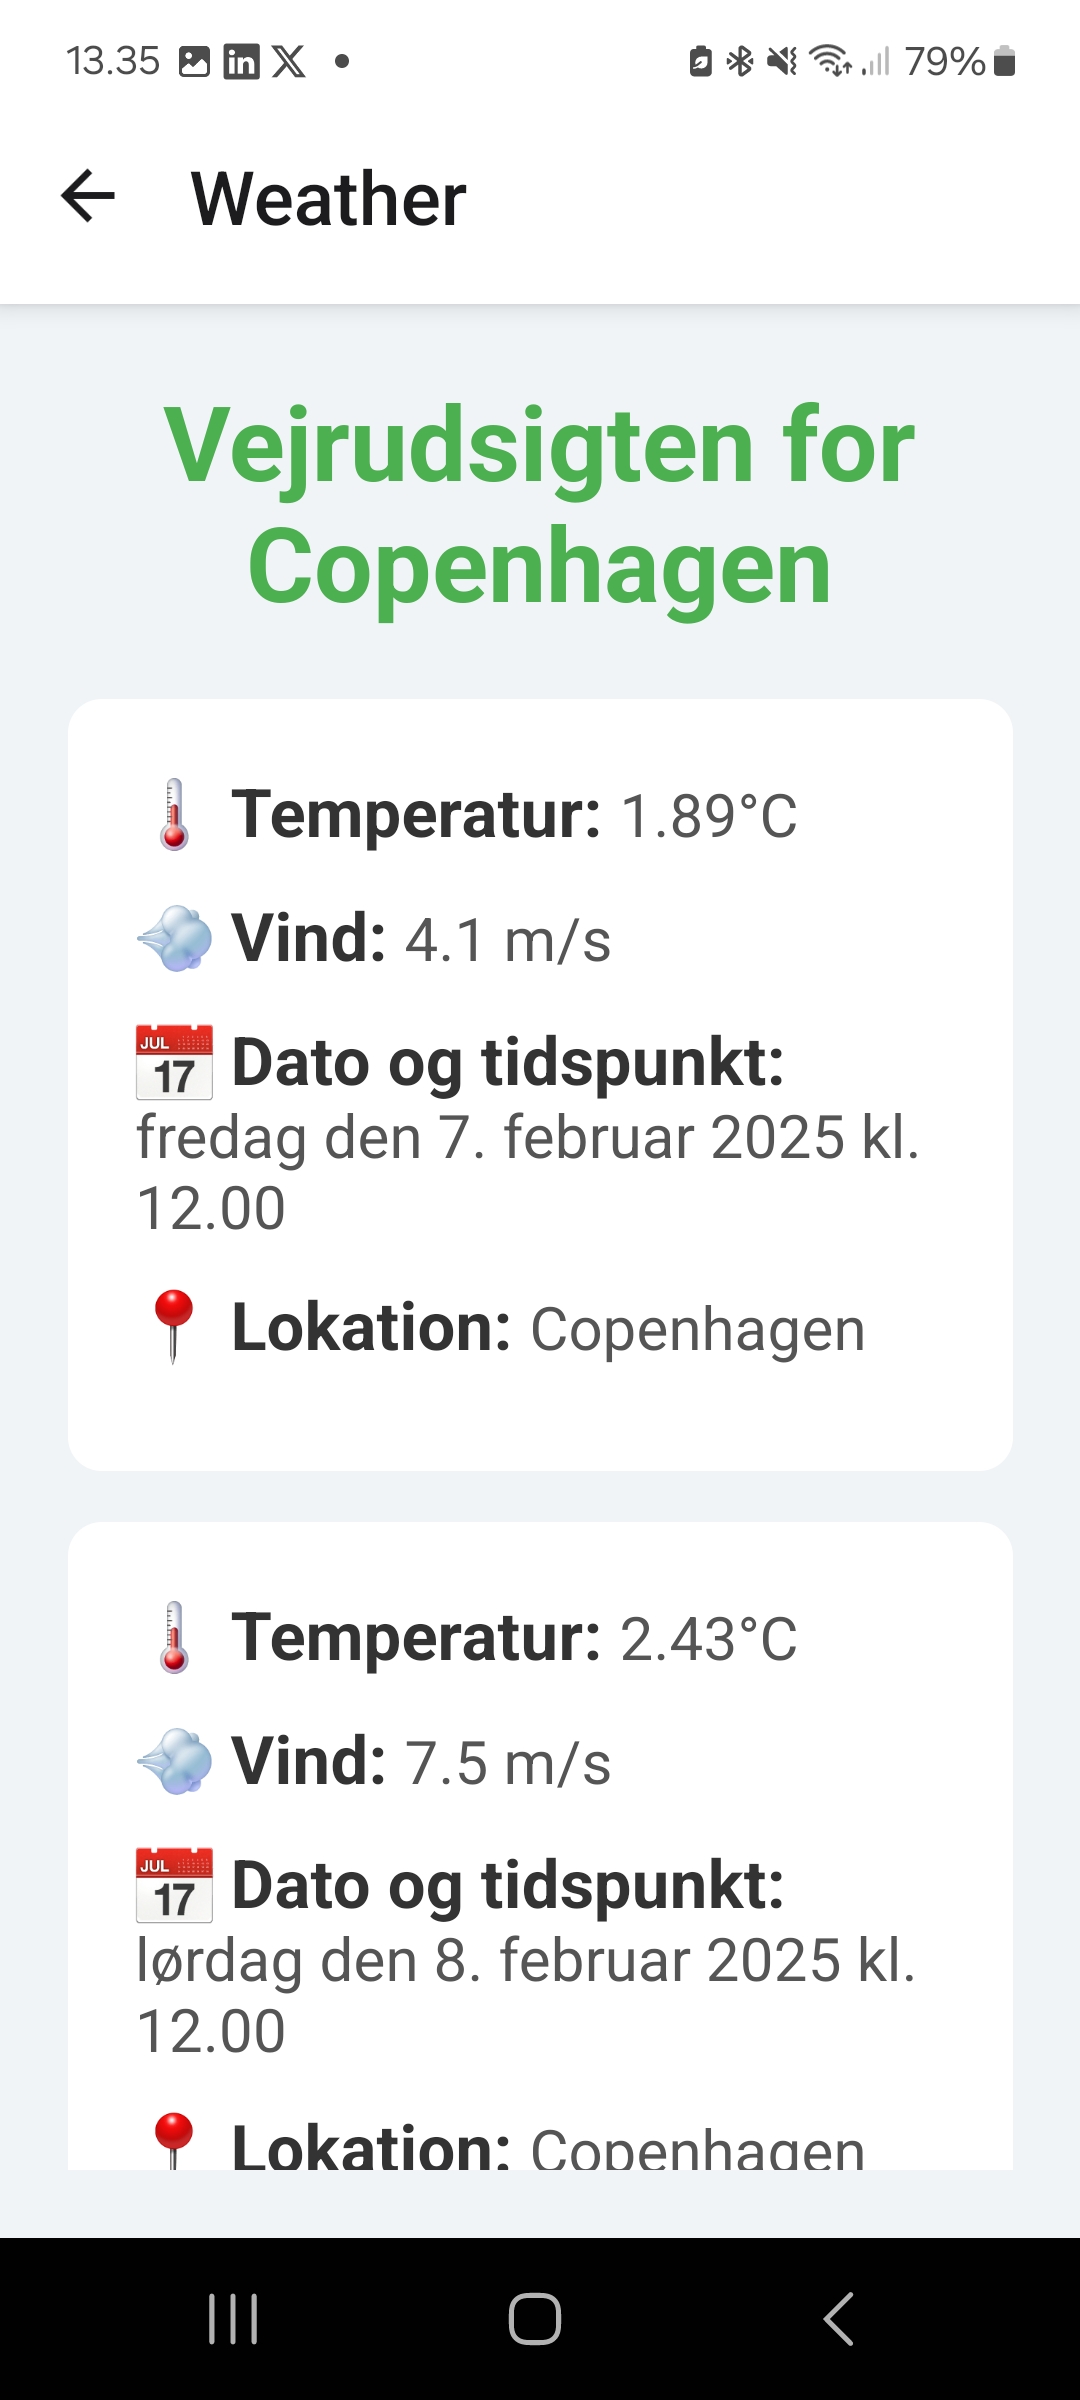 13.35 in X 79%
Weather
Vejrudsigten for
Copenhagen
Temperatur: 1.89°C
Vind: 4.1 m/s
JUL
17 Dato og tidspunkt:
fredag den 7. februar 2025 kl.
12.00
Lokation: Copenhagen
Temperatur: 2.43°C
Vind: 7.5 m/s
JUL
17 Dato og tidspunkt:
lørdag den 8. februar 2025 kl.
12.00
Lokation: Copenhagen